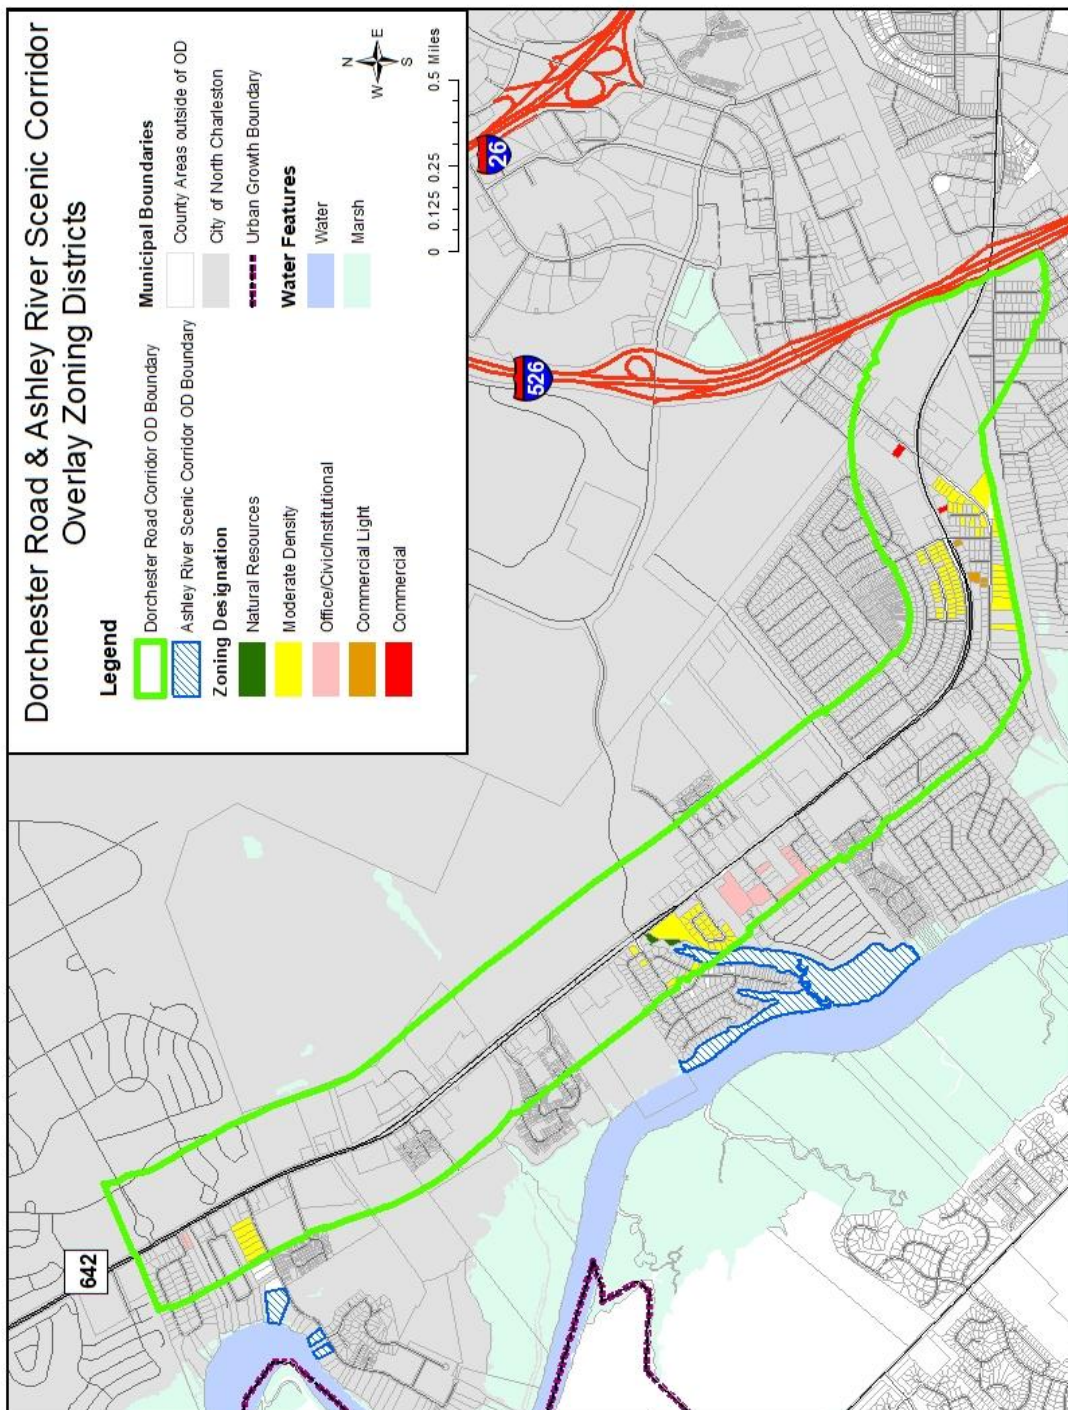 Dorchester Road & Ashley River Scenic Corridor
Overlay Zoning Districts
Legend
Dorchester Road Corridor OD Boundary
Ashley River Scenic Corridor OD Boundary
Zoning Designation
Natural Resources
Moderate Density
Office/Civic/Institutional
Commercial Light
Commercial
Municipal Boundaries
County Areas outside of OD
City of North Charleston
Urban Growth Boundary
Water Features
Water
Marsh
N
W E
S
0 0.125 0.25 0.5 Miles
26
526
642